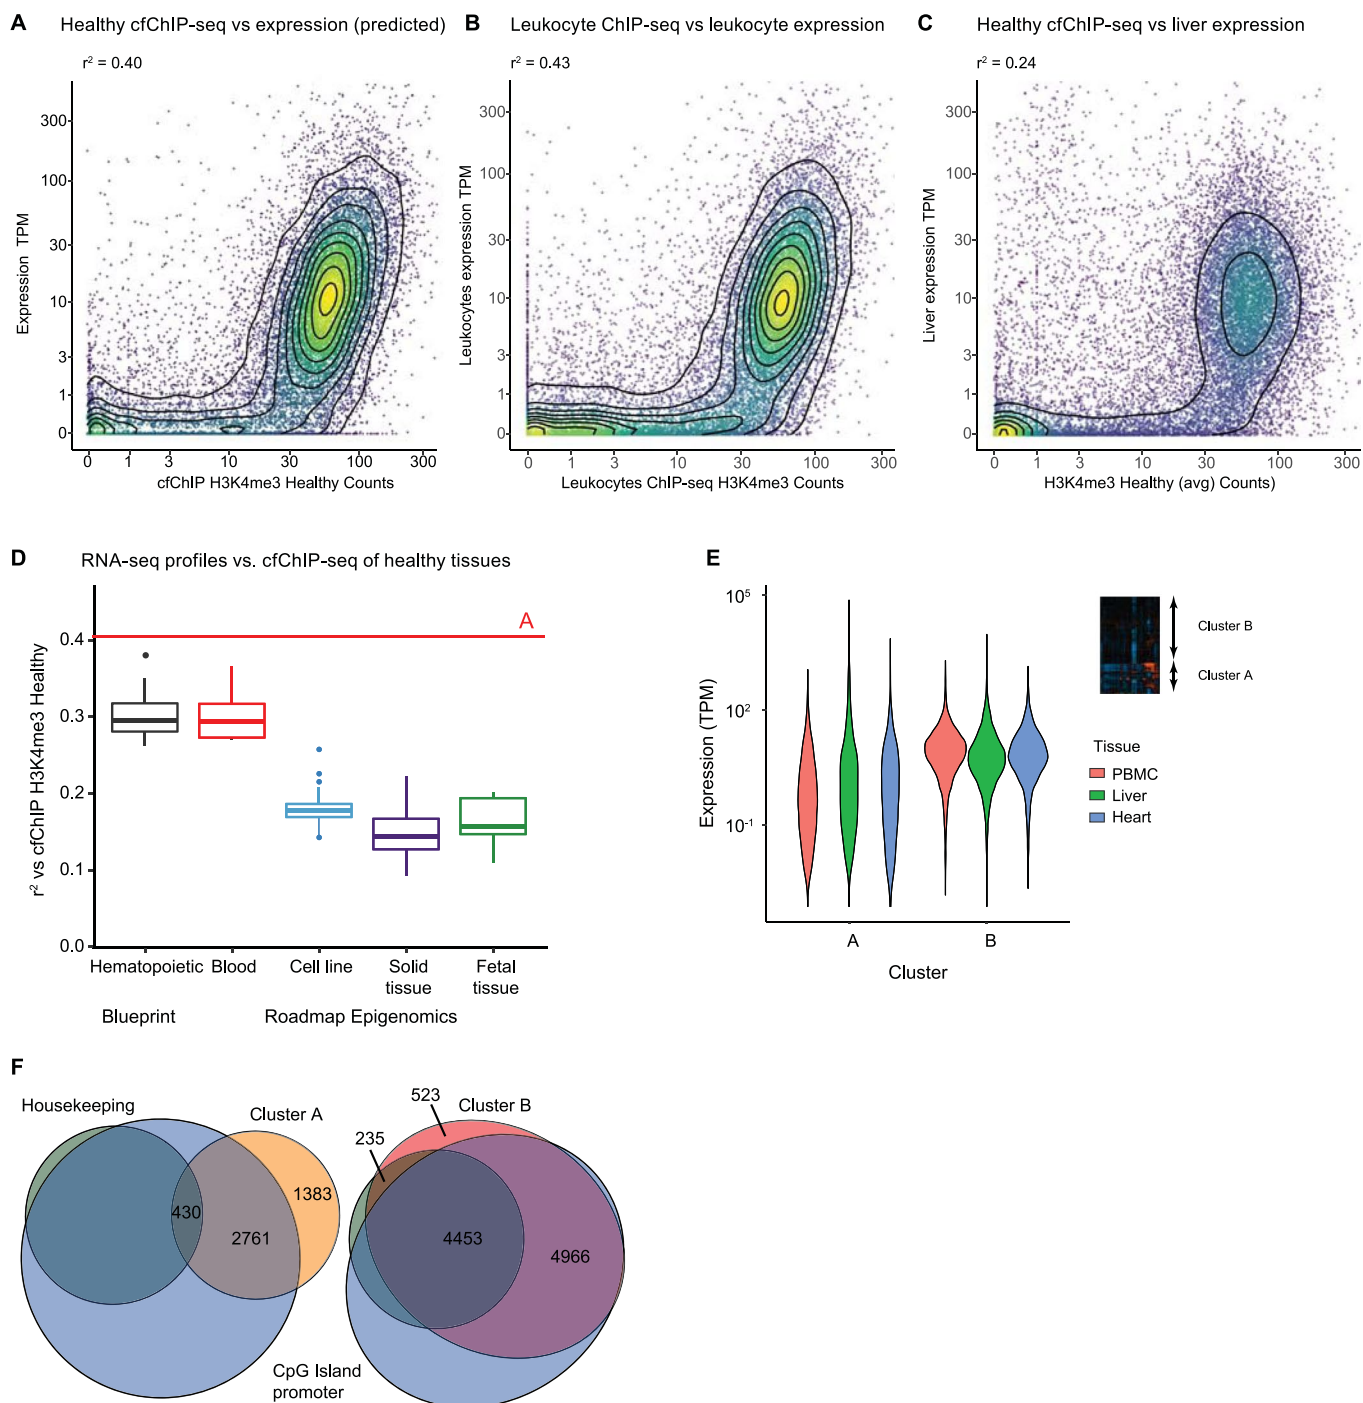 A Healthy cfChIP-seq vs expression (predicted)
r² = 0.40
Expression TPM
300
100
30
10
3
1
0
0 1 3 10 30 100 300
cfChIP H3K4me3 Healthy Counts
B Leukocyte ChIP-seq vs leukocyte expression
r² = 0.43
Leukocytes expression TPM
300
100
30
10
3
1
0
0 1 3 10 30 100 300
Leukocytes ChIP-seq H3K4me3 Counts
C Healthy cfChIP-seq vs liver expression
r² = 0.24
Liver expression TPM
300
100
30
10
3
1
0
0 1 3 30 100 300
H3K4me3 Healthy (avg) Counts)
D RNA-seq profiles vs. cfChIP-seq of healthy tissues
r² vs cfChIP H3K4me3 Healthy
A
0.4
0.3
0.2
0.1
0.0
Hematopoietic Blood Cell line Solid tissue Fetal tissue
Blueprint Roadmap Epigenomics
E
Expression (TPM)
10⁵
10²
10⁻¹
A B
Cluster
Cluster B
Cluster A
Tissue
PBMC
Liver
Heart
F
Housekeeping
Cluster A
430
2761
1383
CpG Island
promoter
Cluster B
523
235
4453
4966